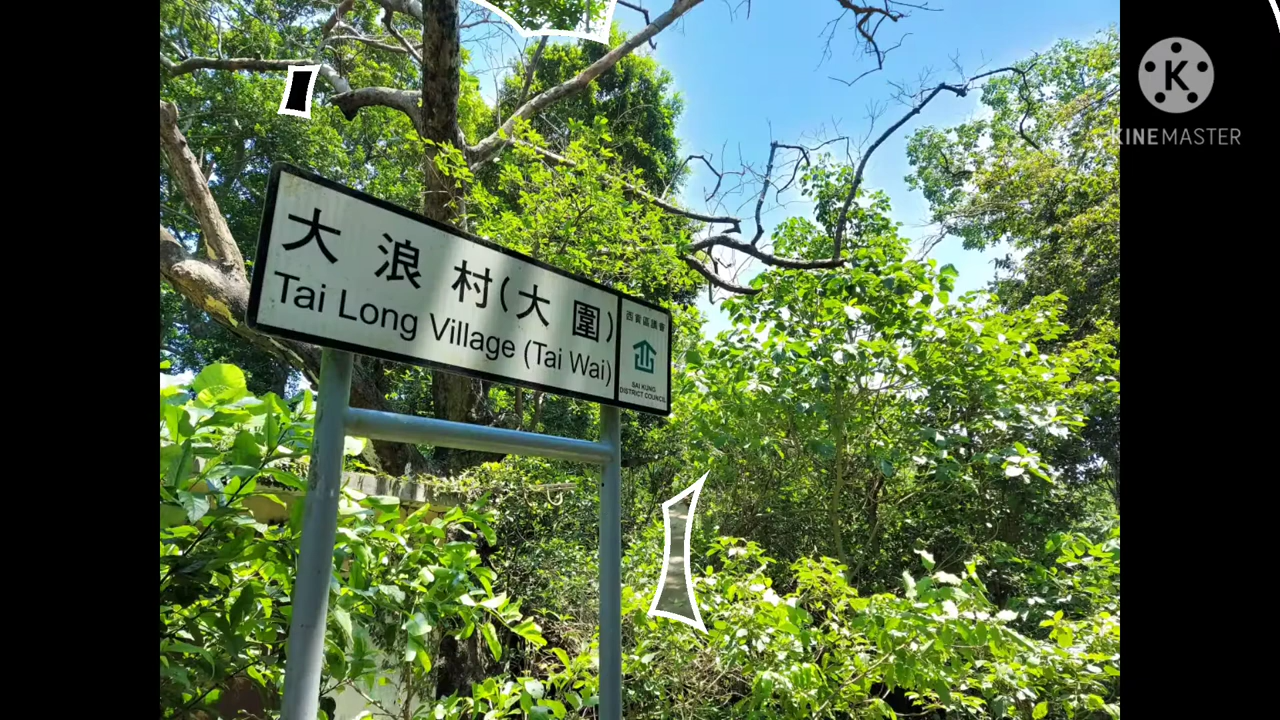 大浪村(大圍)
Tai Long Village (Tai Wai)
西貢區議會
SAI KUNG
DISTRICT COUNCIL
K
KINEMASTER